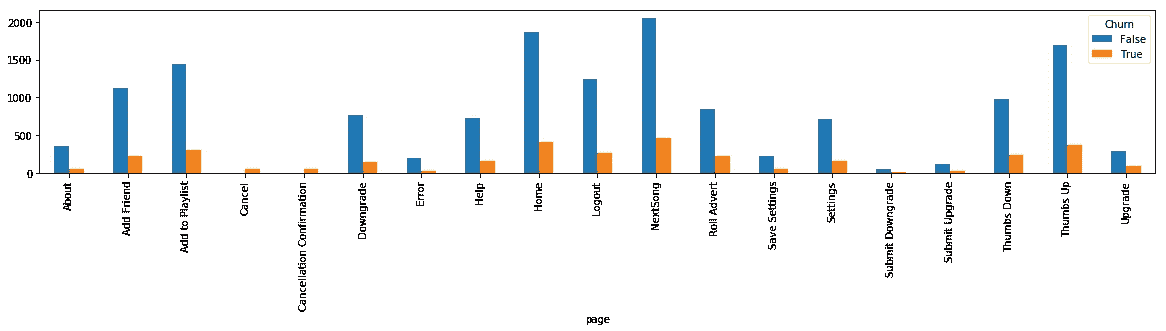 2000
1500
1000
500
0
Churn
False
True
About
Add Friend
Add to Playlist
Cancel
Cancellation Confirmation
Downgrade
Error
Help
Home
Logout
NextSong
Roll Advert
Save Settings
Settings
Submit Downgrade
Submit Upgrade
Thumbs Down
Thumbs Up
Upgrade
page